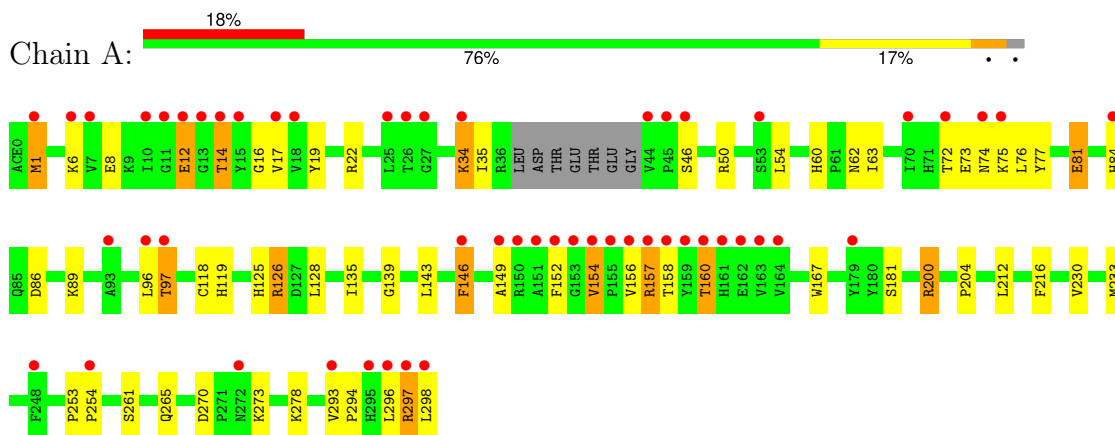 18%
Chain A:
76% 17% • •
ACE0 M1 K6 V7 E8 K9 I10 G11 E12 G13 T14 Y15 G16 V17 V18 Y19 R22 L25 T26 G27 K34 I35 R36 LEU ASP THR GLU THR GLU GLY V44 P45 S46 R50 S53 L54 H60 P61 N62 I63 I70 H71 T72 E73 N74 K75 L76 Y77 E81 H84
Q85 D86 K89 A93 L96 T97 C118 H119 H125 R126 D127 L128 I135 G139 L143 F146 A149 R150 A151 F152 G153 V154 P155 V156 R157 T158 Y159 T160 H161 E162 V163 V164 W167 Y179 Y180 S181 R200 P204 L212 F216 V230 M233
F248 P253 P254 S261 Q265 D270 P271 N272 K273 K278 V293 P294 H295 L296 R297 L298